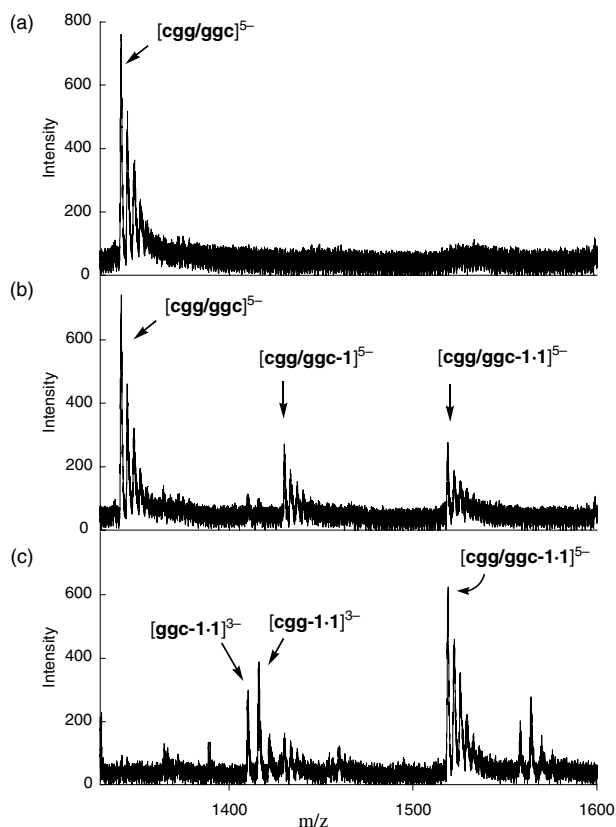 (a)
800
[cgg/ggc]5–
600
Intensity
400
200
0
(b)
[cgg/ggc]5–
600
[cgg/ggc-1]5–
[cgg/ggc-1·1]5–
Intensity
400
200
0
(c)
[cgg/ggc-1·1]5–
600
[ggc-1·1]3–
[cgg-1·1]3–
Intensity
400
200
0
1400
1500
1600
m/z